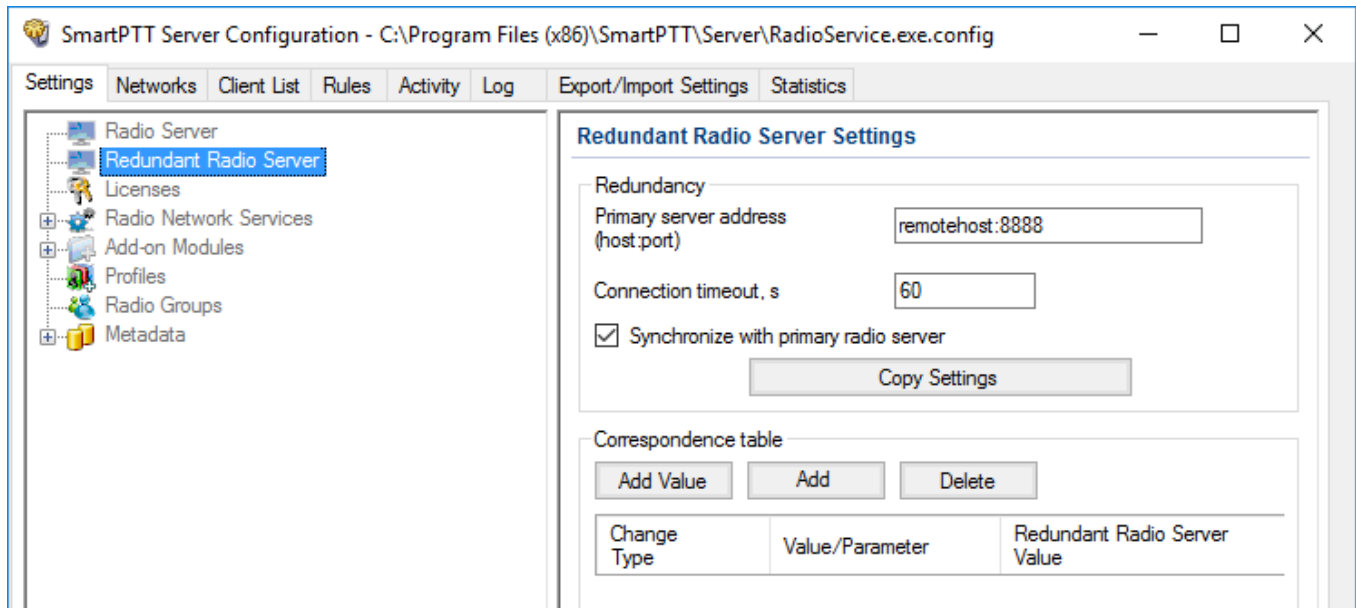 SmartPTT Server Configuration - C:\Program Files (x86)\SmartPTT\Server\RadioService.exe.config
Settings Networks Client List Rules Activity Log Export/Import Settings Statistics
Radio Server
Redundant Radio Server
Licenses
Radio Network Services
Add-on Modules
Profiles
Radio Groups
Metadata
Redundant Radio Server Settings
Redundancy
Primary server address
(host:port)
remotehost:8888
Connection timeout, s
60
Synchronize with primary radio server
Copy Settings
Correspondence table
Add Value Add Delete
Change
Type
Value/Parameter
Redundant Radio Server
Value